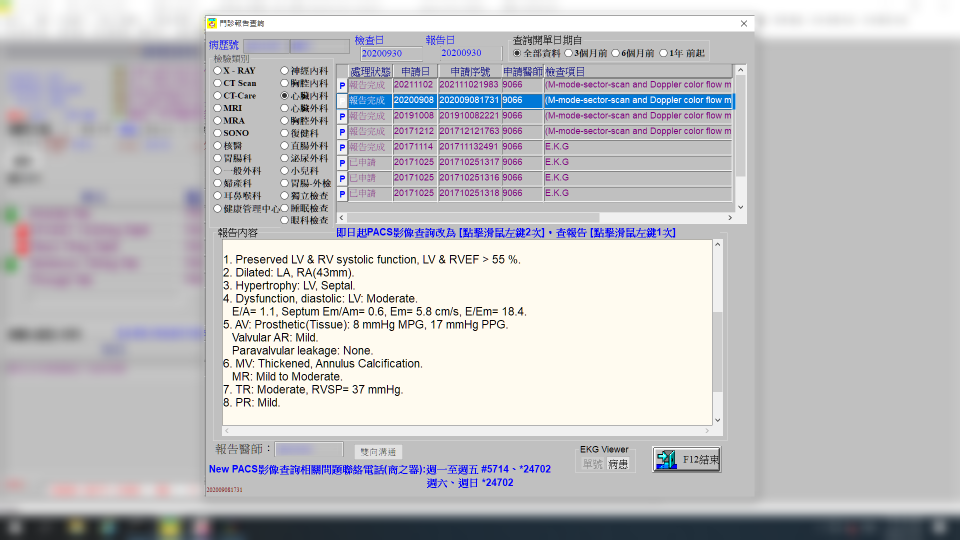 門診報告查詢
病歷號
檢查日
20200930
報告日
20200930
查詢開單日期自
全部資料 3個月前 6個月前 1年 前起
檢驗類別
X - RAY 神經內科
CT Scan 胸腔內科
CT-Care 心臟內科
MRI 心臟外科
MRA 胸腔外科
SONO 復健科
核醫 直腸外科
胃腸科 泌尿外科
一般外科 小兒科
婦產科 胃腸-外檢
耳鼻喉科 獨立檢查
健康管理中心 睡眠檢查
眼科檢查
處理狀態 申請日 申請序號 申請醫師 檢查項目
P 報告完成 20211102 202111021983 9066 (M-mode-sector-scan and Doppler color flow m
報告完成 20200908 202009081731 9066 (M-mode-sector-scan and Doppler color flow m
P 報告完成 20191008 201910082221 9066 (M-mode-sector-scan and Doppler color flow m
P 報告完成 20171212 201712121763 9066 (M-mode-sector-scan and Doppler color flow m
P 報告完成 20171114 201711132491 9066 E.K.G
P 已申請 20171025 201710251317 9066 E.K.G
P 已申請 20171025 201710251316 9066 E.K.G
P 已申請 20171025 201710251318 9066 E.K.G
報告內容
即日起PACS影像查詢改為 [點擊滑鼠左鍵2次]，查報告 [點擊滑鼠左鍵1次]
1. Preserved LV & RV systolic function, LV & RVEF > 55 %.
2. Dilated: LA, RA(43mm).
3. Hypertrophy: LV, Septal.
4. Dysfunction, diastolic: LV: Moderate.
E/A= 1.1, Septum Em/Am= 0.6, Em= 5.8 cm/s, E/Em= 18.4.
5. AV: Prosthetic(Tissue): 8 mmHg MPG, 17 mmHg PPG.
Valvular AR: Mild.
Paravalvular leakage: None.
6. MV: Thickened, Annulus Calcification.
MR: Mild to Moderate.
7. TR: Moderate, RVSP= 37 mmHg.
8. PR: Mild.
報告醫師：
雙向溝通
EKG Viewer
單號 病患
F12結束
New PACS影像查詢相關問題聯絡電話(商之器):週一至週五 #5714、*24702
週六、週日 *24702
202009081731